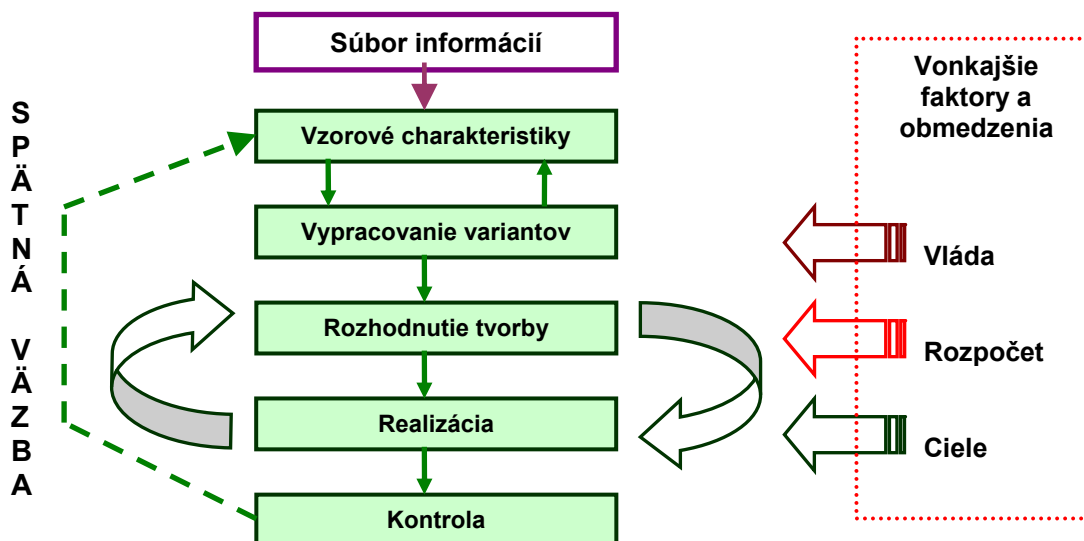 Súbor informácií
Vzorové charakteristiky
Vypracovanie variantov
Rozhodnutie tvorby
Realizácia
Kontrola
S
P
Ä
T
N
Á
V
Ä
Z
B
A
Vonkajšie
faktory a
obmedzenia
Vláda
Rozpočet
Ciele